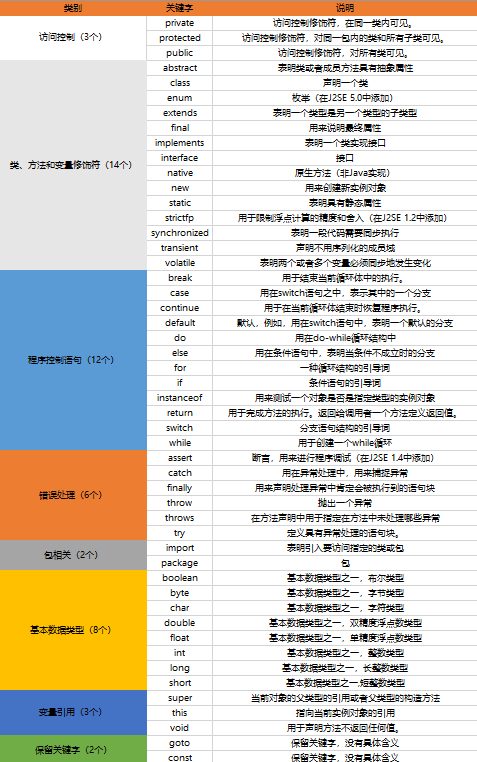 类别 关键字 说明
访问控制（3个） private 访问控制修饰符，在同一类内可见。
protected 访问控制修饰符，对同一包内的类和所有子类可见。
public 访问控制修饰符，对所有类可见。
类、方法和变量修饰符（14个） abstract 表明类或者成员方法具有抽象属性
class 声明一个类
enum 枚举（在J2SE 5.0中添加）
extends 表明一个类型是另一个类型的子类型
final 用来说明最终属性
implements 表明一个类实现接口
interface 接口
native 原生方法（非Java实现）
new 用来创建新实例对象
static 表明具有静态属性
strictfp 用于限制浮点计算的精度和舍入（在J2SE 1.2中添加）
synchronized 表明一段代码需要同步执行
transient 声明不用序列化的成员域
volatile 表明两个或者多个变量必须同步地发生变化
程序控制语句（12个） break 用于结束当前循环体中的执行。
case 用在switch语句之中，表示其中的一个分支
continue 用于在当前循环体结束时恢复程序执行。
default 默认，例如，用在switch语句中，表明一个默认的分支
do 用在do-while循环结构中
else 用在条件语句中，表明当条件不成立时的分支
for 一种循环结构的引导词
if 条件语句的引导词
instanceof 用来测试一个对象是否是指定类型的实例对象
return 用于完成方法的执行。返回给调用者一个方法定义返回值。
switch 分支语句结构的引导词
while 用于创建一个while循环
错误处理（6个） assert 断言，用来进行程序调试（在J2SE 1.4中添加）
catch 用在异常处理中，用来捕捉异常
finally 用来声明处理异常中肯定会被执行到的语句块
throw 抛出一个异常
throws 在方法声明中用于指定在方法中未处理哪些异常
try 定义具有异常处理的语句块。
包相关（2个） import 表明引入要访问指定的类或包
package 包
基本数据类型（8个） boolean 基本数据类型之一，布尔类型
byte 基本数据类型之一，字节类型
char 基本数据类型之一，字符类型
double 基本数据类型之一，双精度浮点数类型
float 基本数据类型之一，单精度浮点数类型
int 基本数据类型之一，整数类型
long 基本数据类型之一，长整数类型
short 基本数据类型之一,短整数类型
变量引用（3个） super 当前对象的父类型的引用或者父类型的构造方法
this 指向当前实例对象的引用
void 用于声明方法不返回任何值。
保留关键字（2个） goto 保留关键字，没有具体含义
const 保留关键字，没有具体含义